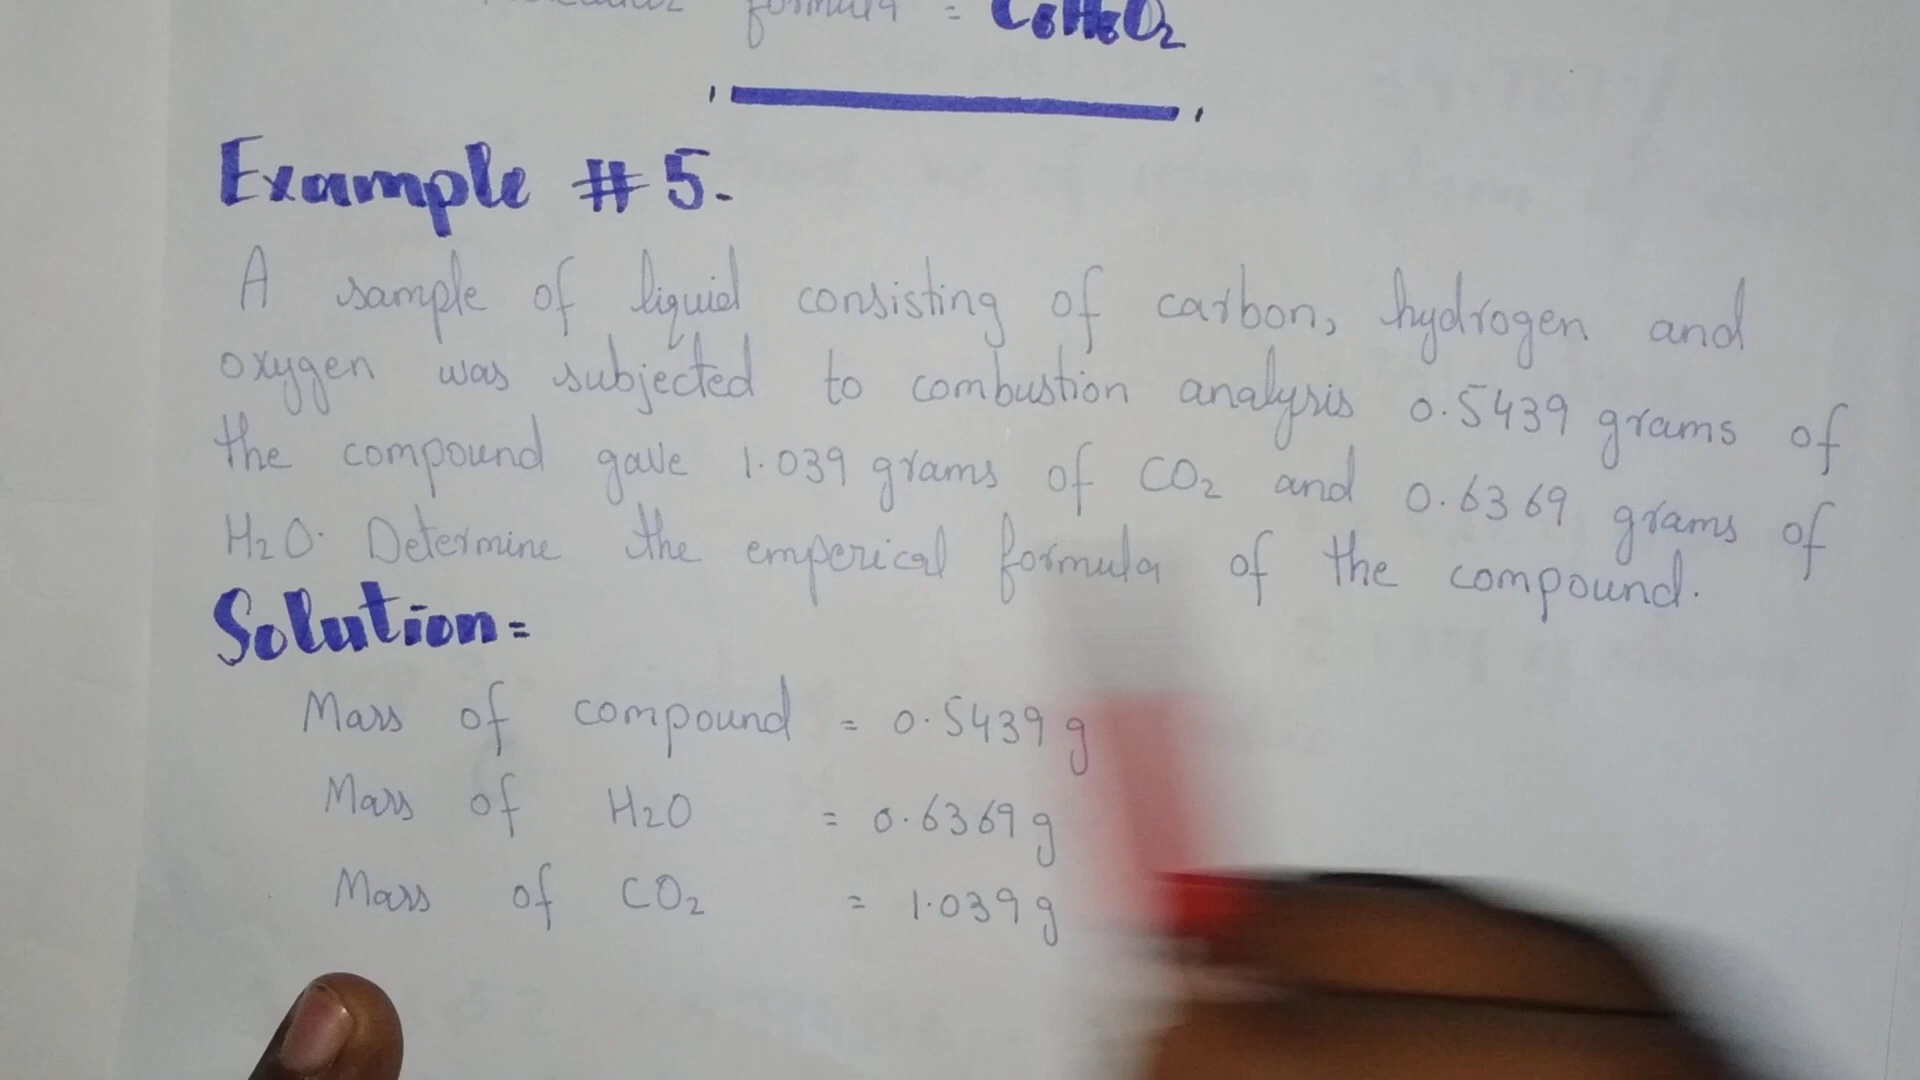 formula = C6H6O2
Example # 5.
A sample of liquid consisting of carbon, hydrogen and
oxygen was subjected to combustion analysis 0.5439 grams of
the compound gave 1.039 grams of CO2 and 0.6369 grams of
H2O. Determine the emperical formula of the compound.
Solution=
Mass of compound = 0.5439 g
Mass of H2O = 0.6369 g
Mass of CO2 = 1.039 g